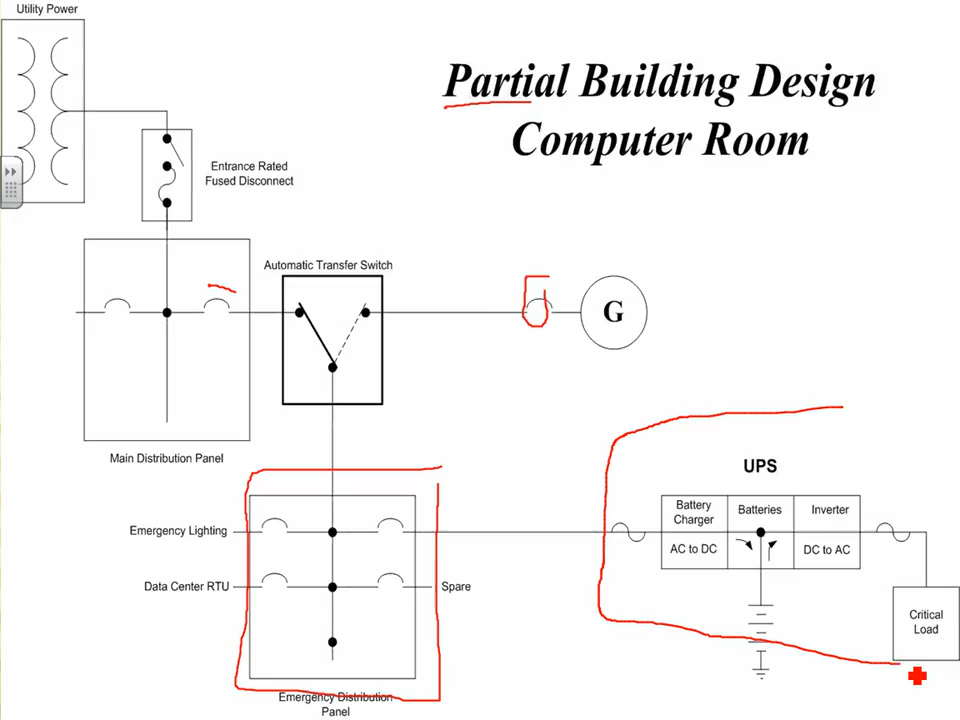 Utility Power
Partial Building Design
Computer Room
Entrance Rated
Fused Disconnect
Automatic Transfer Switch
G
Main Distribution Panel
UPS
Battery
Charger
Batteries
Inverter
AC to DC
DC to AC
Emergency Lighting
Data Center RTU
Spare
Critical
Load
Emergency Distribution
Panel